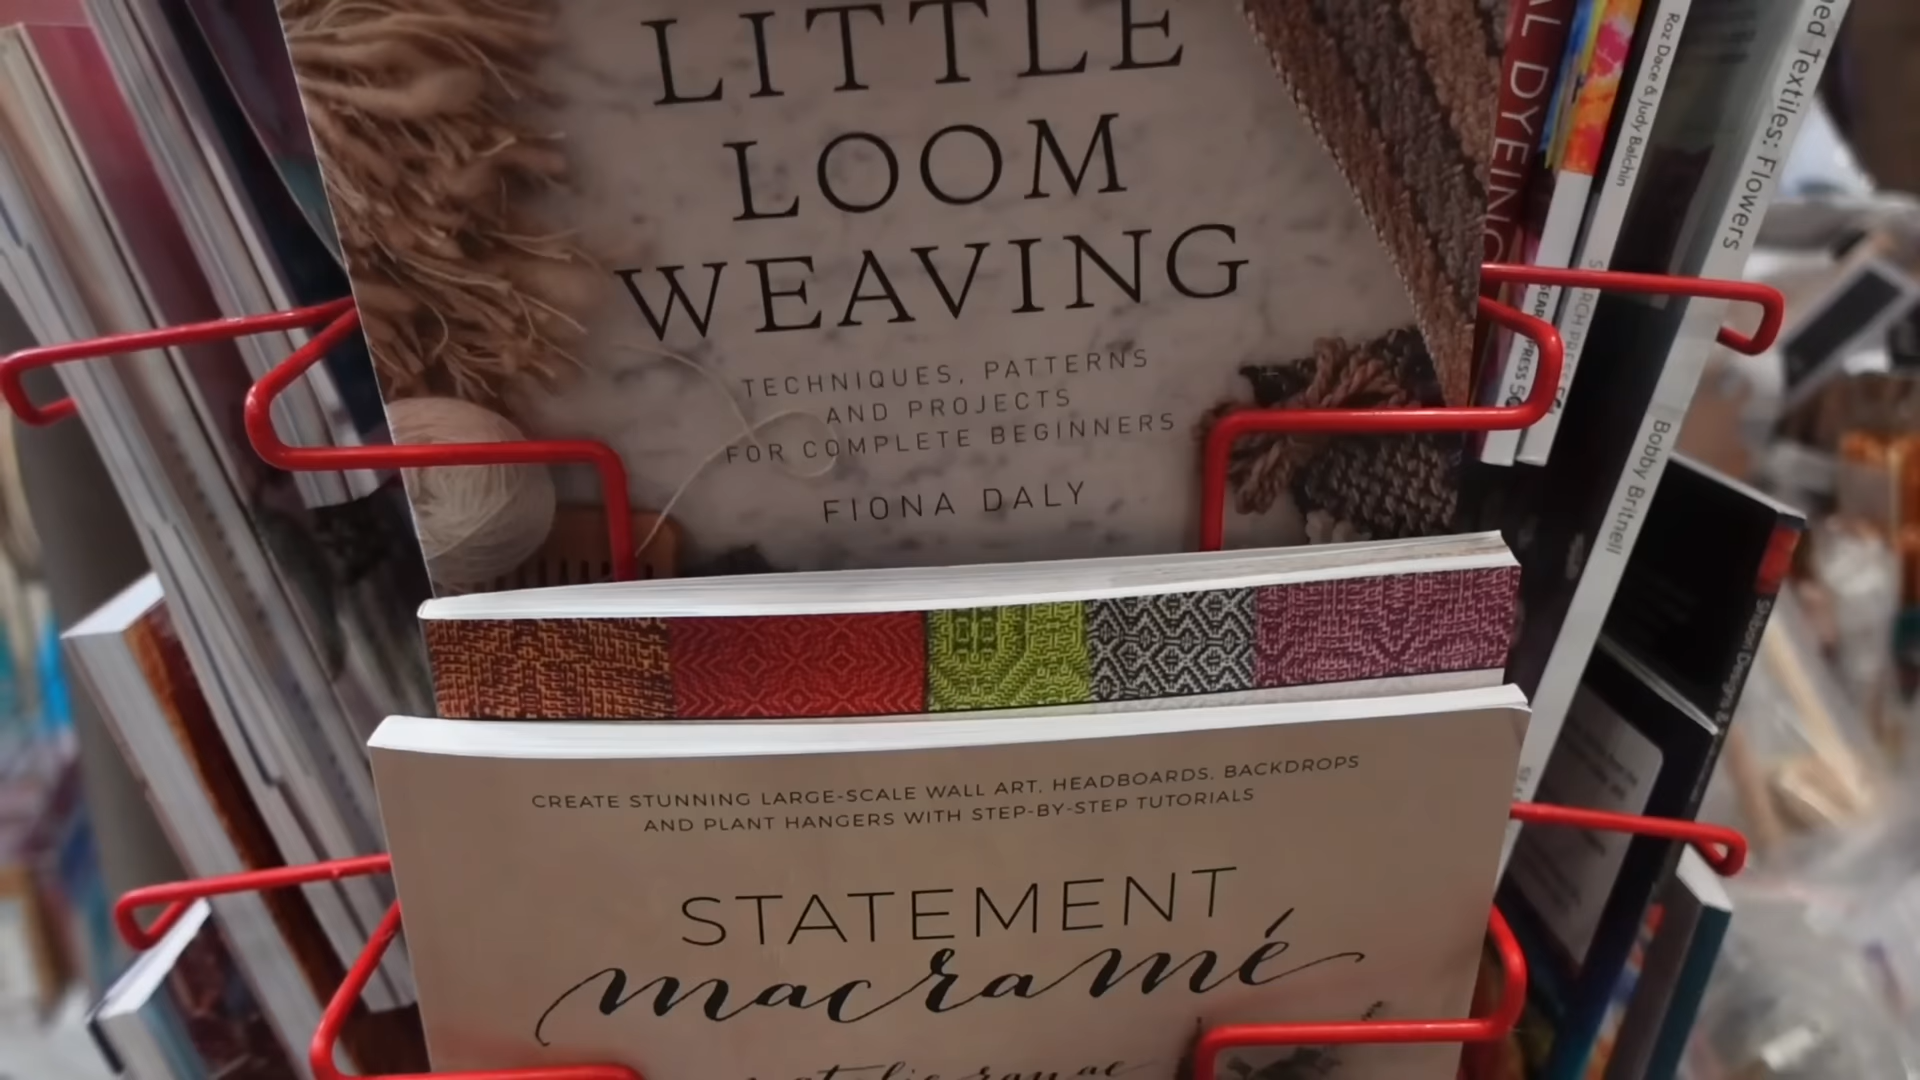 LITTLE
LOOM
WEAVING
TECHNIQUES, PATTERNS
AND PROJECTS
FOR COMPLETE BEGINNERS
FIONA DALY
CREATE STUNNING LARGE-SCALE WALL ART, HEADBOARDS, BACKDROPS
AND PLANT HANGERS WITH STEP-BY-STEP TUTORIALS
STATEMENT
macramé
AL DYEING
Roz Dace & Judy Balchin
ed Textiles: Flowers
Bobby Britnell